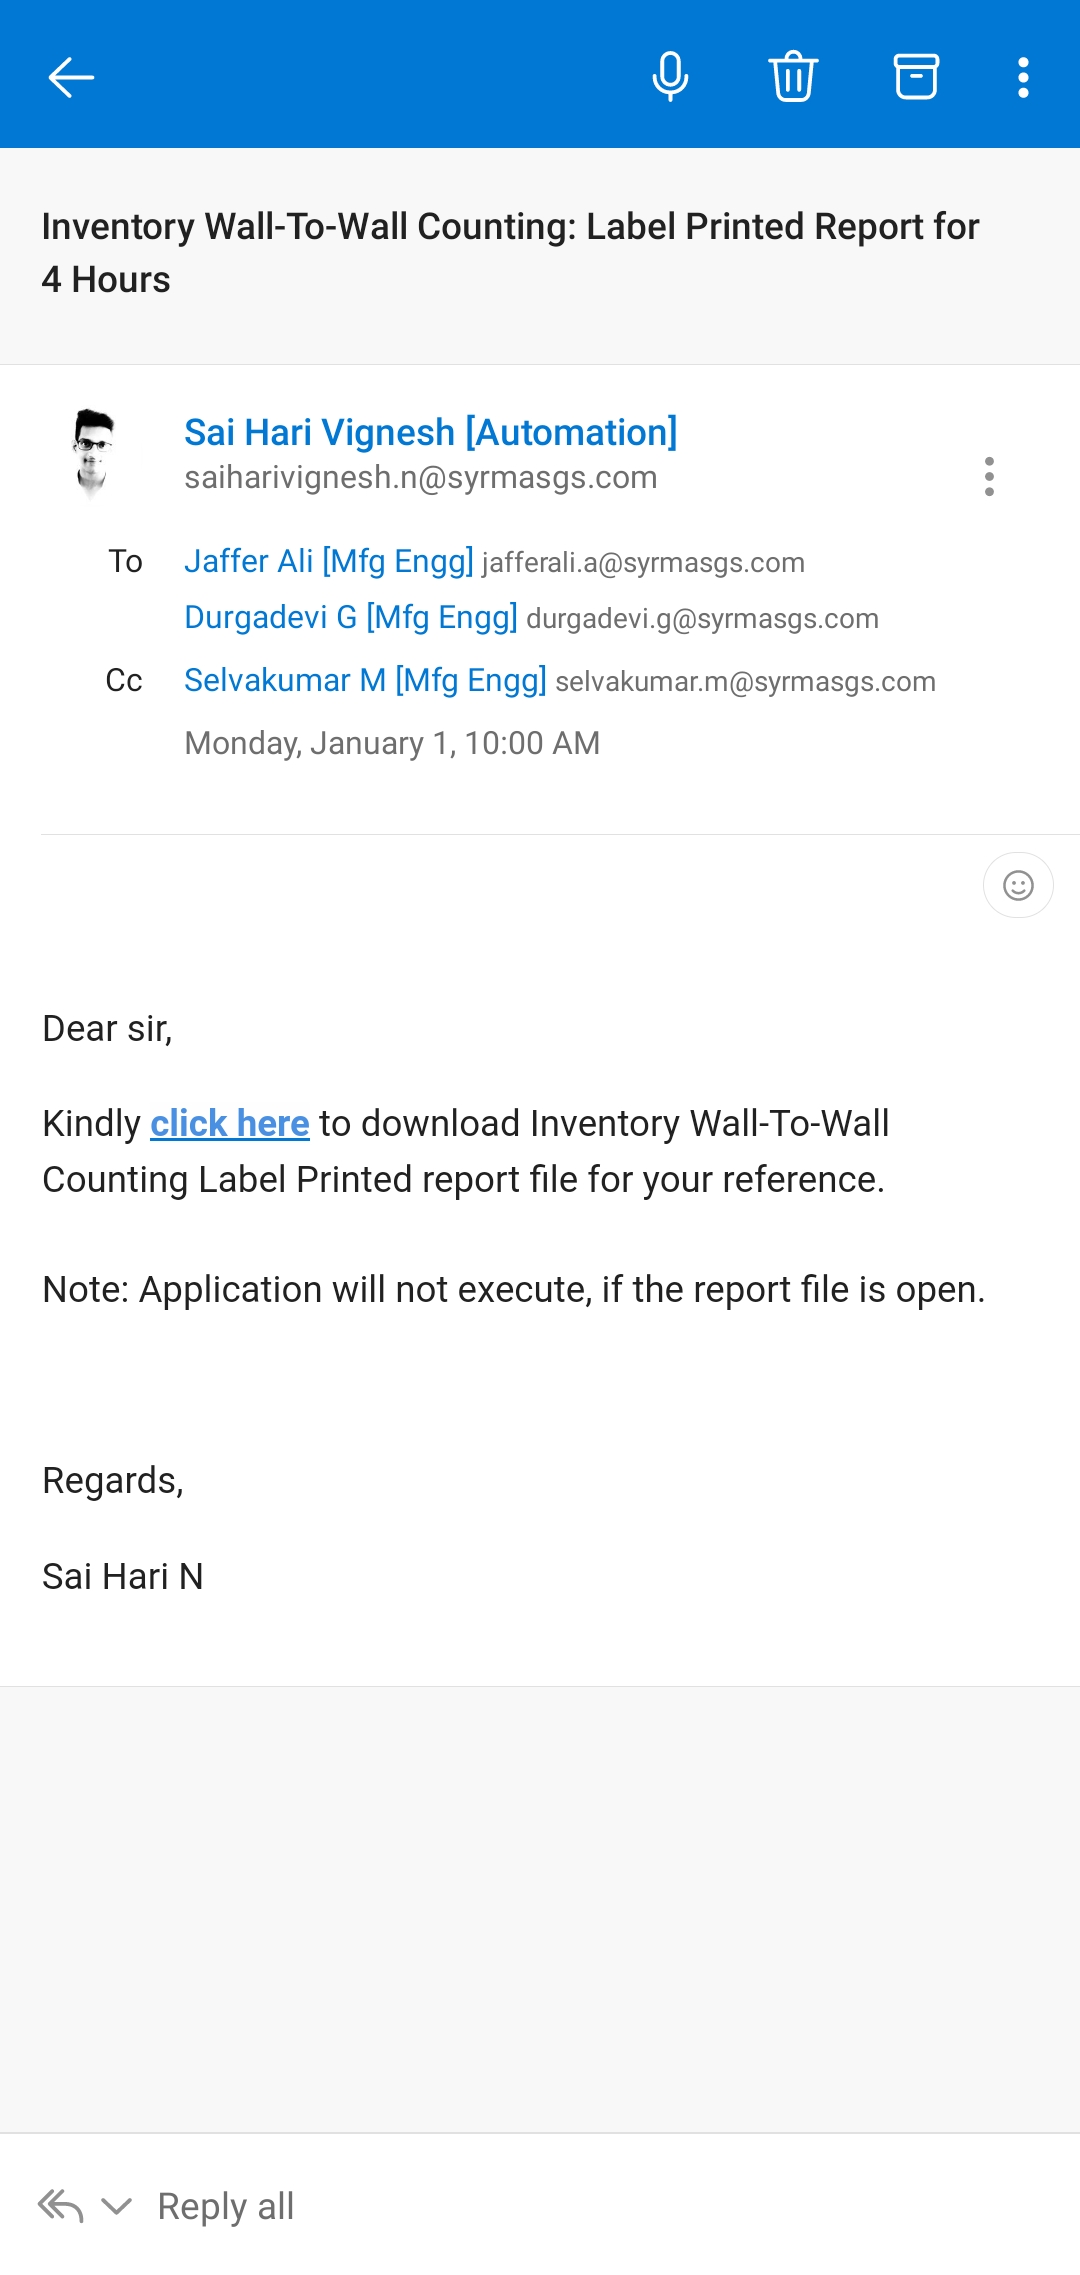 Inventory Wall-To-Wall Counting: Label Printed Report for
4 Hours
Sai Hari Vignesh [Automation]
saiharivignesh.n@syrmasgs.com
To Jaffer Ali [Mfg Engg] jafferali.a@syrmasgs.com
Durgadevi G [Mfg Engg] durgadevi.g@syrmasgs.com
Cc Selvakumar M [Mfg Engg] selvakumar.m@syrmasgs.com
Monday, January 1, 10:00 AM
Dear sir,
Kindly click here to download Inventory Wall-To-Wall
Counting Label Printed report file for your reference.
Note: Application will not execute, if the report file is open.
Regards,
Sai Hari N
Reply all